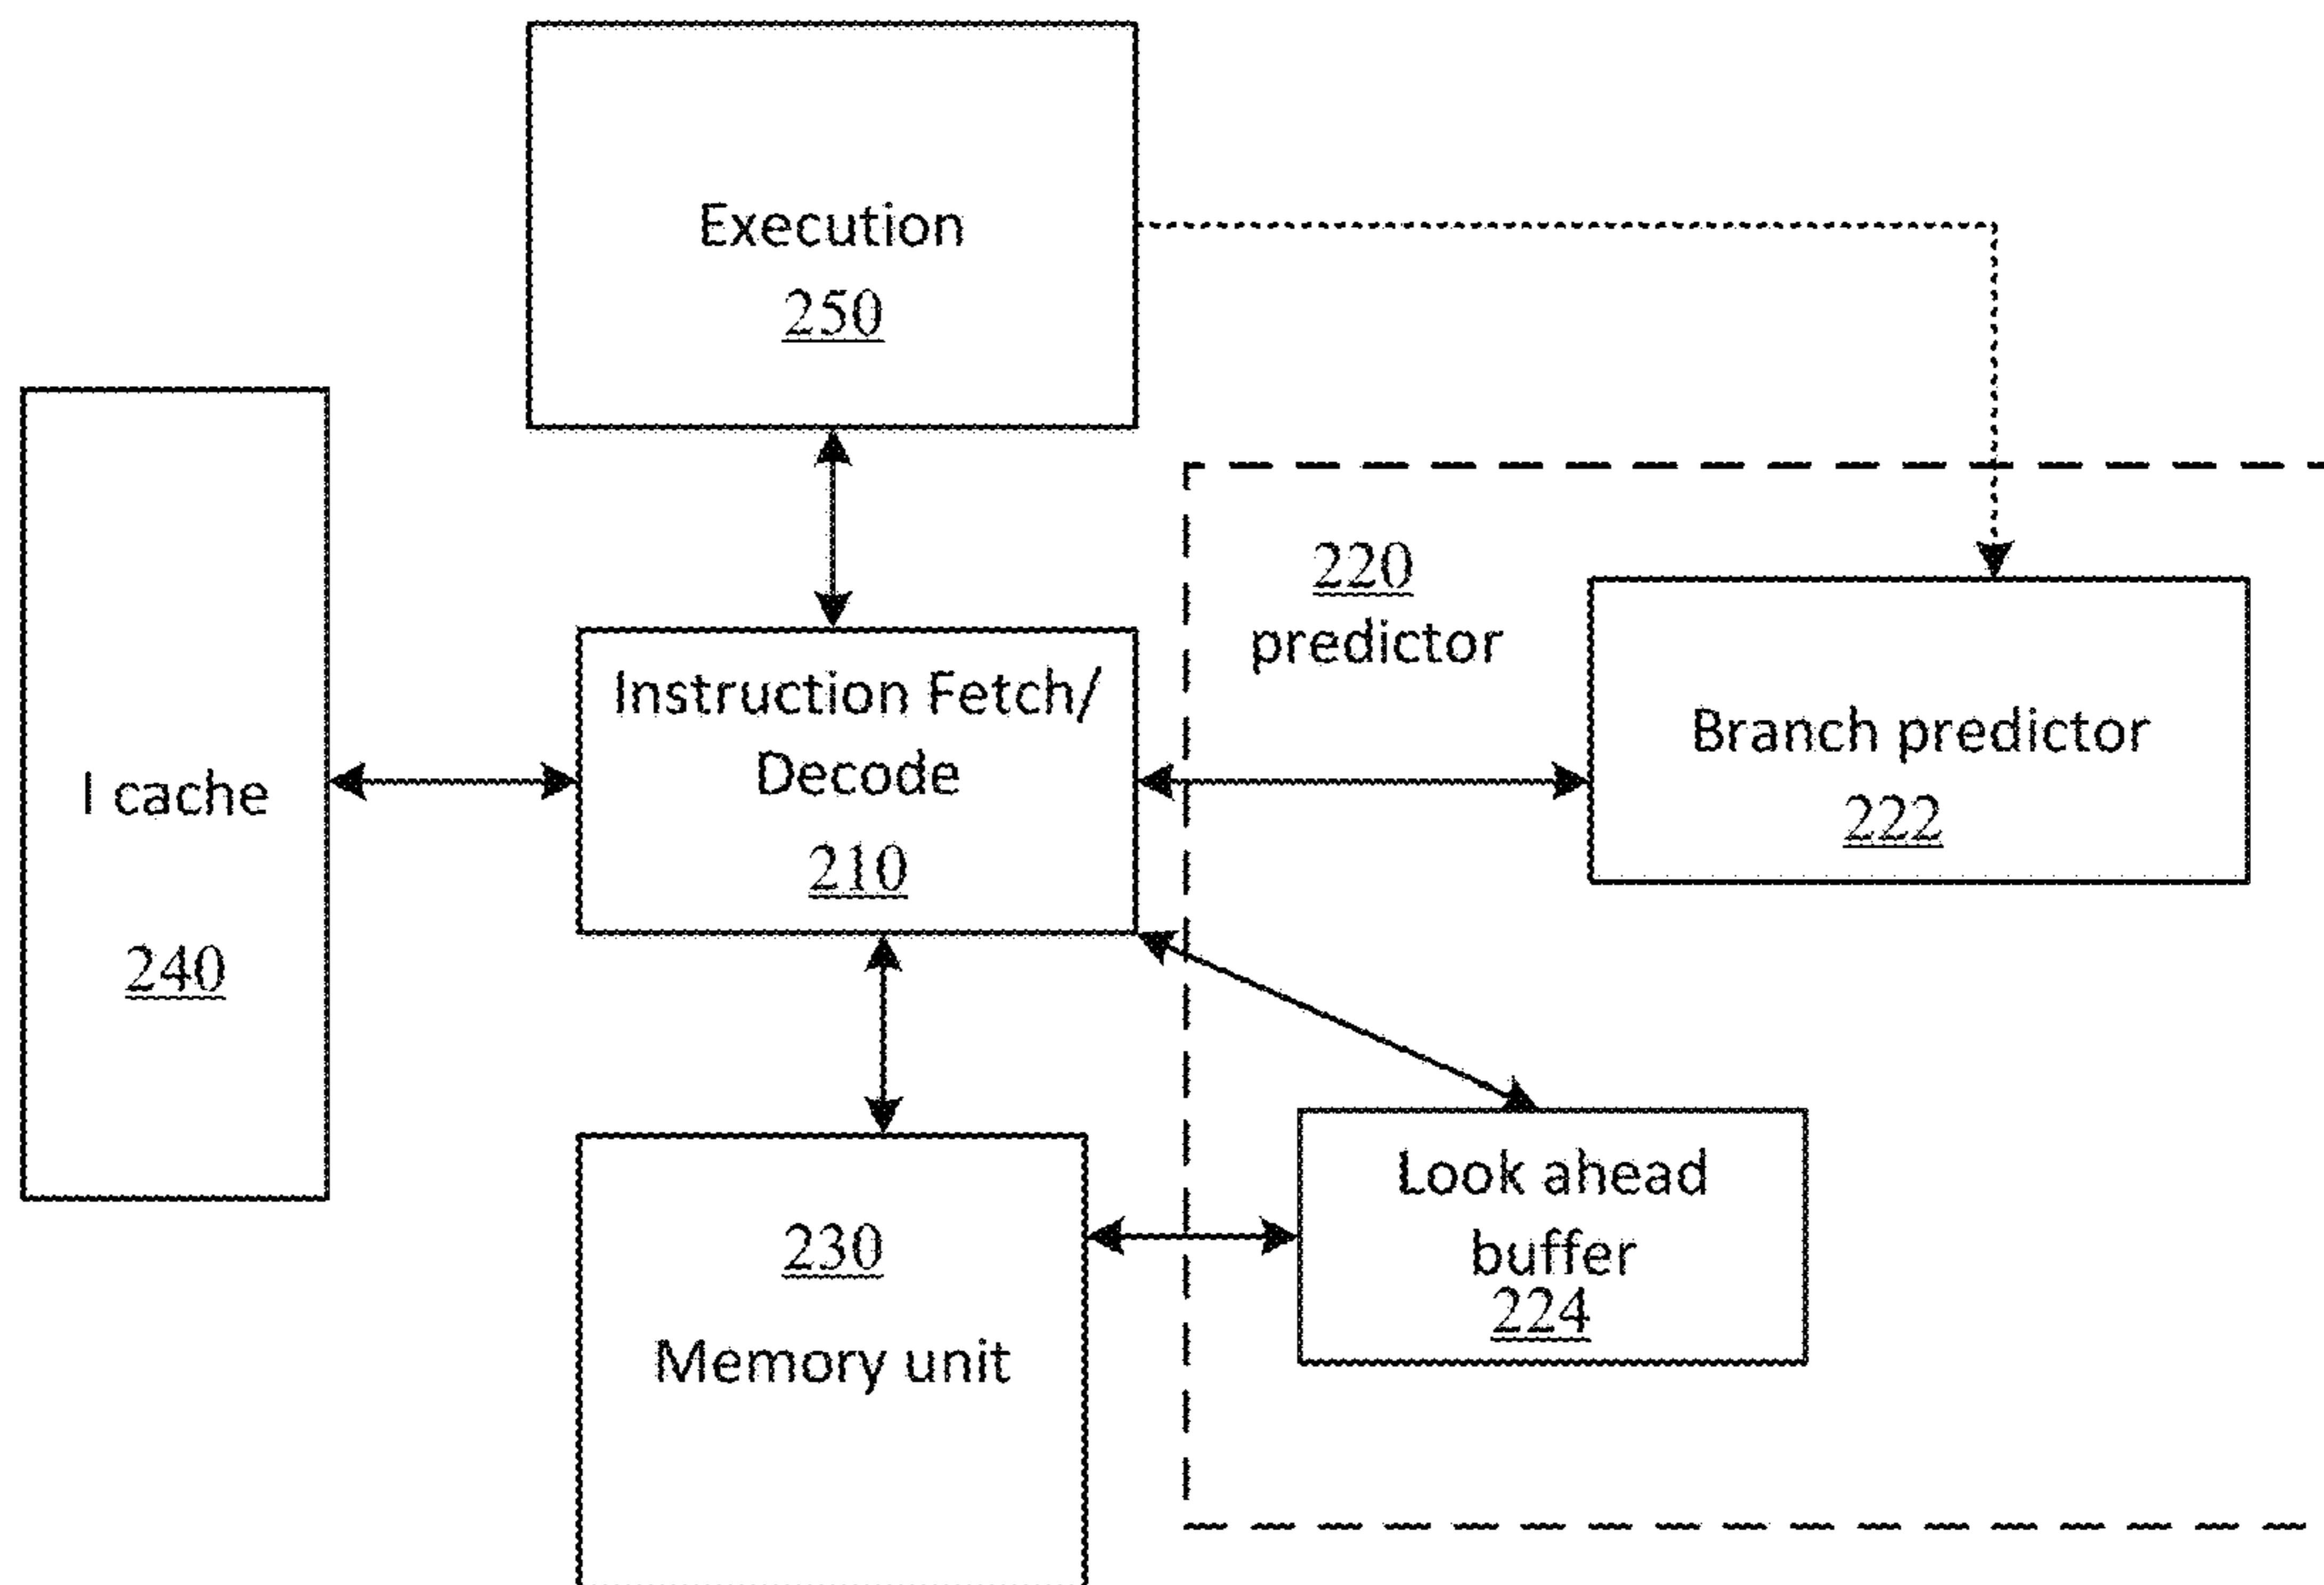 Execution
250
220
predictor
Instruction Fetch/
Decode
210
Branch predictor
222
I cache
240
Look ahead
buffer
224
230
Memory unit